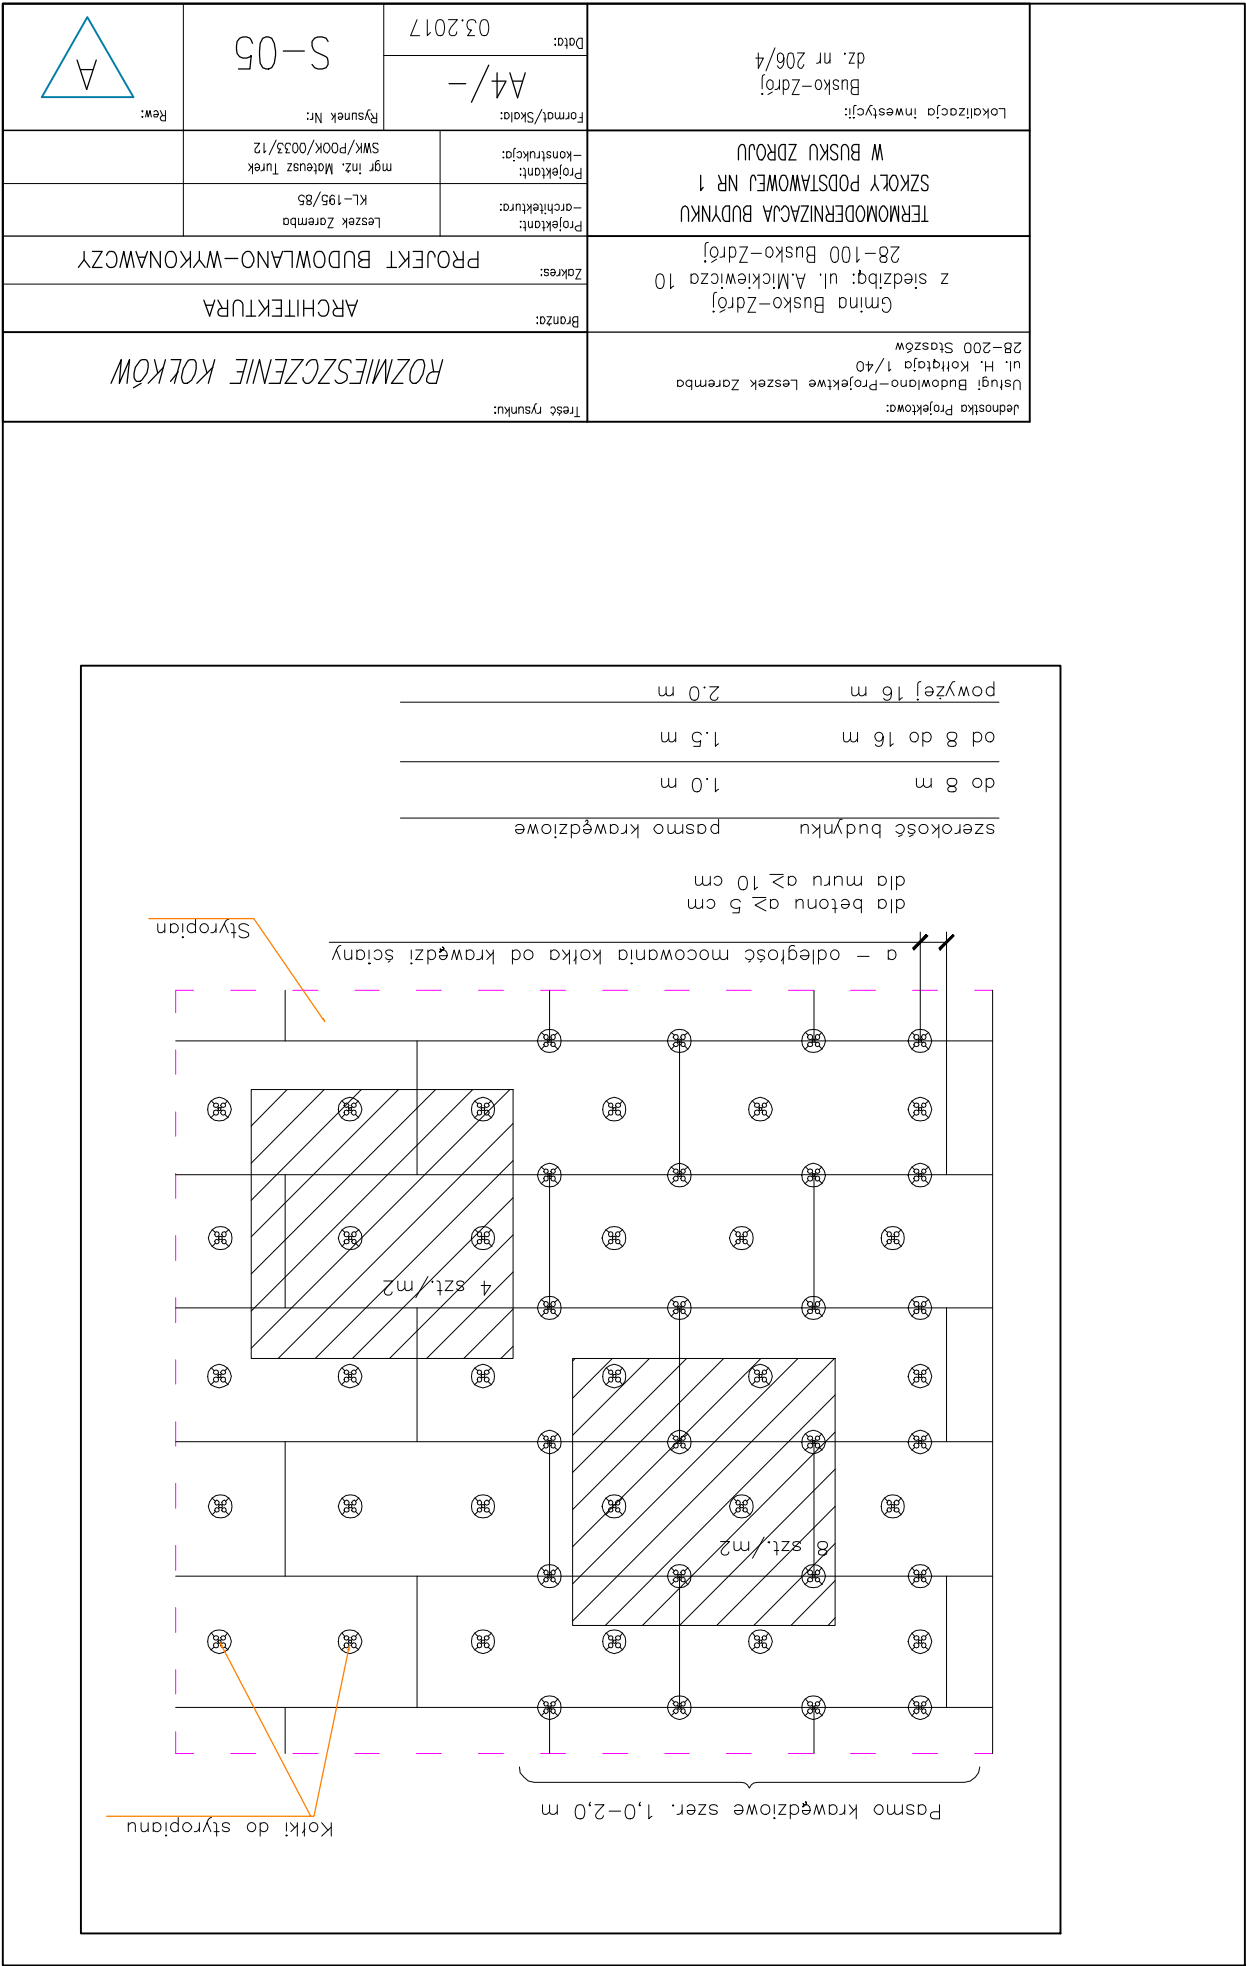 Kołki do styropianu
Pasmo krawędziowe szer. 1,0-2,0 m
8 szt./m2
4 szt./m2
a - odległość mocowania kołka od krawędzi ściany
Styropian
dla betonu a≥ 5 cm
dla muru a≥ 10 cm
szerokość budynku pasmo krawędziowe
do 8 m 1.0 m
od 8 do 16 m 1.5 m
powyżej 16 m 2.0 m
Jednostka Projektowa:
Usługi Budowlano-Projektwe Leszek Zaremba
ul. H. Kołłątaja 1/40
28-200 Staszów
Treść rysunku:
ROZMIESZCZENIE KOŁKÓW
Gmina Busko-Zdrój
z siedzibą: ul. A.Mickiewicza 10
28-100 Busko-Zdrój
Branża:
ARCHITEKTURA
Zakres:
PROJEKT BUDOWLANO-WYKONAWCZY
TERMOMODERNIZACJA BUDYNKU
SZKOŁY PODSTAWOWEJ NR 1
W BUSKU ZDROJU
Projektant:
-architektura:
Leszek Zaremba
KL-195/85
Projektant:
-konstrukcja:
mgr inż. Mateusz Turek
SWK/POOK/0033/12
Lokalizacja inwestycji:
Busko-Zdrój
dz. nr 206/4
Format/Skala:
A4/-
Data:
03.2017
Rysunek Nr:
S-05
Rew:
A